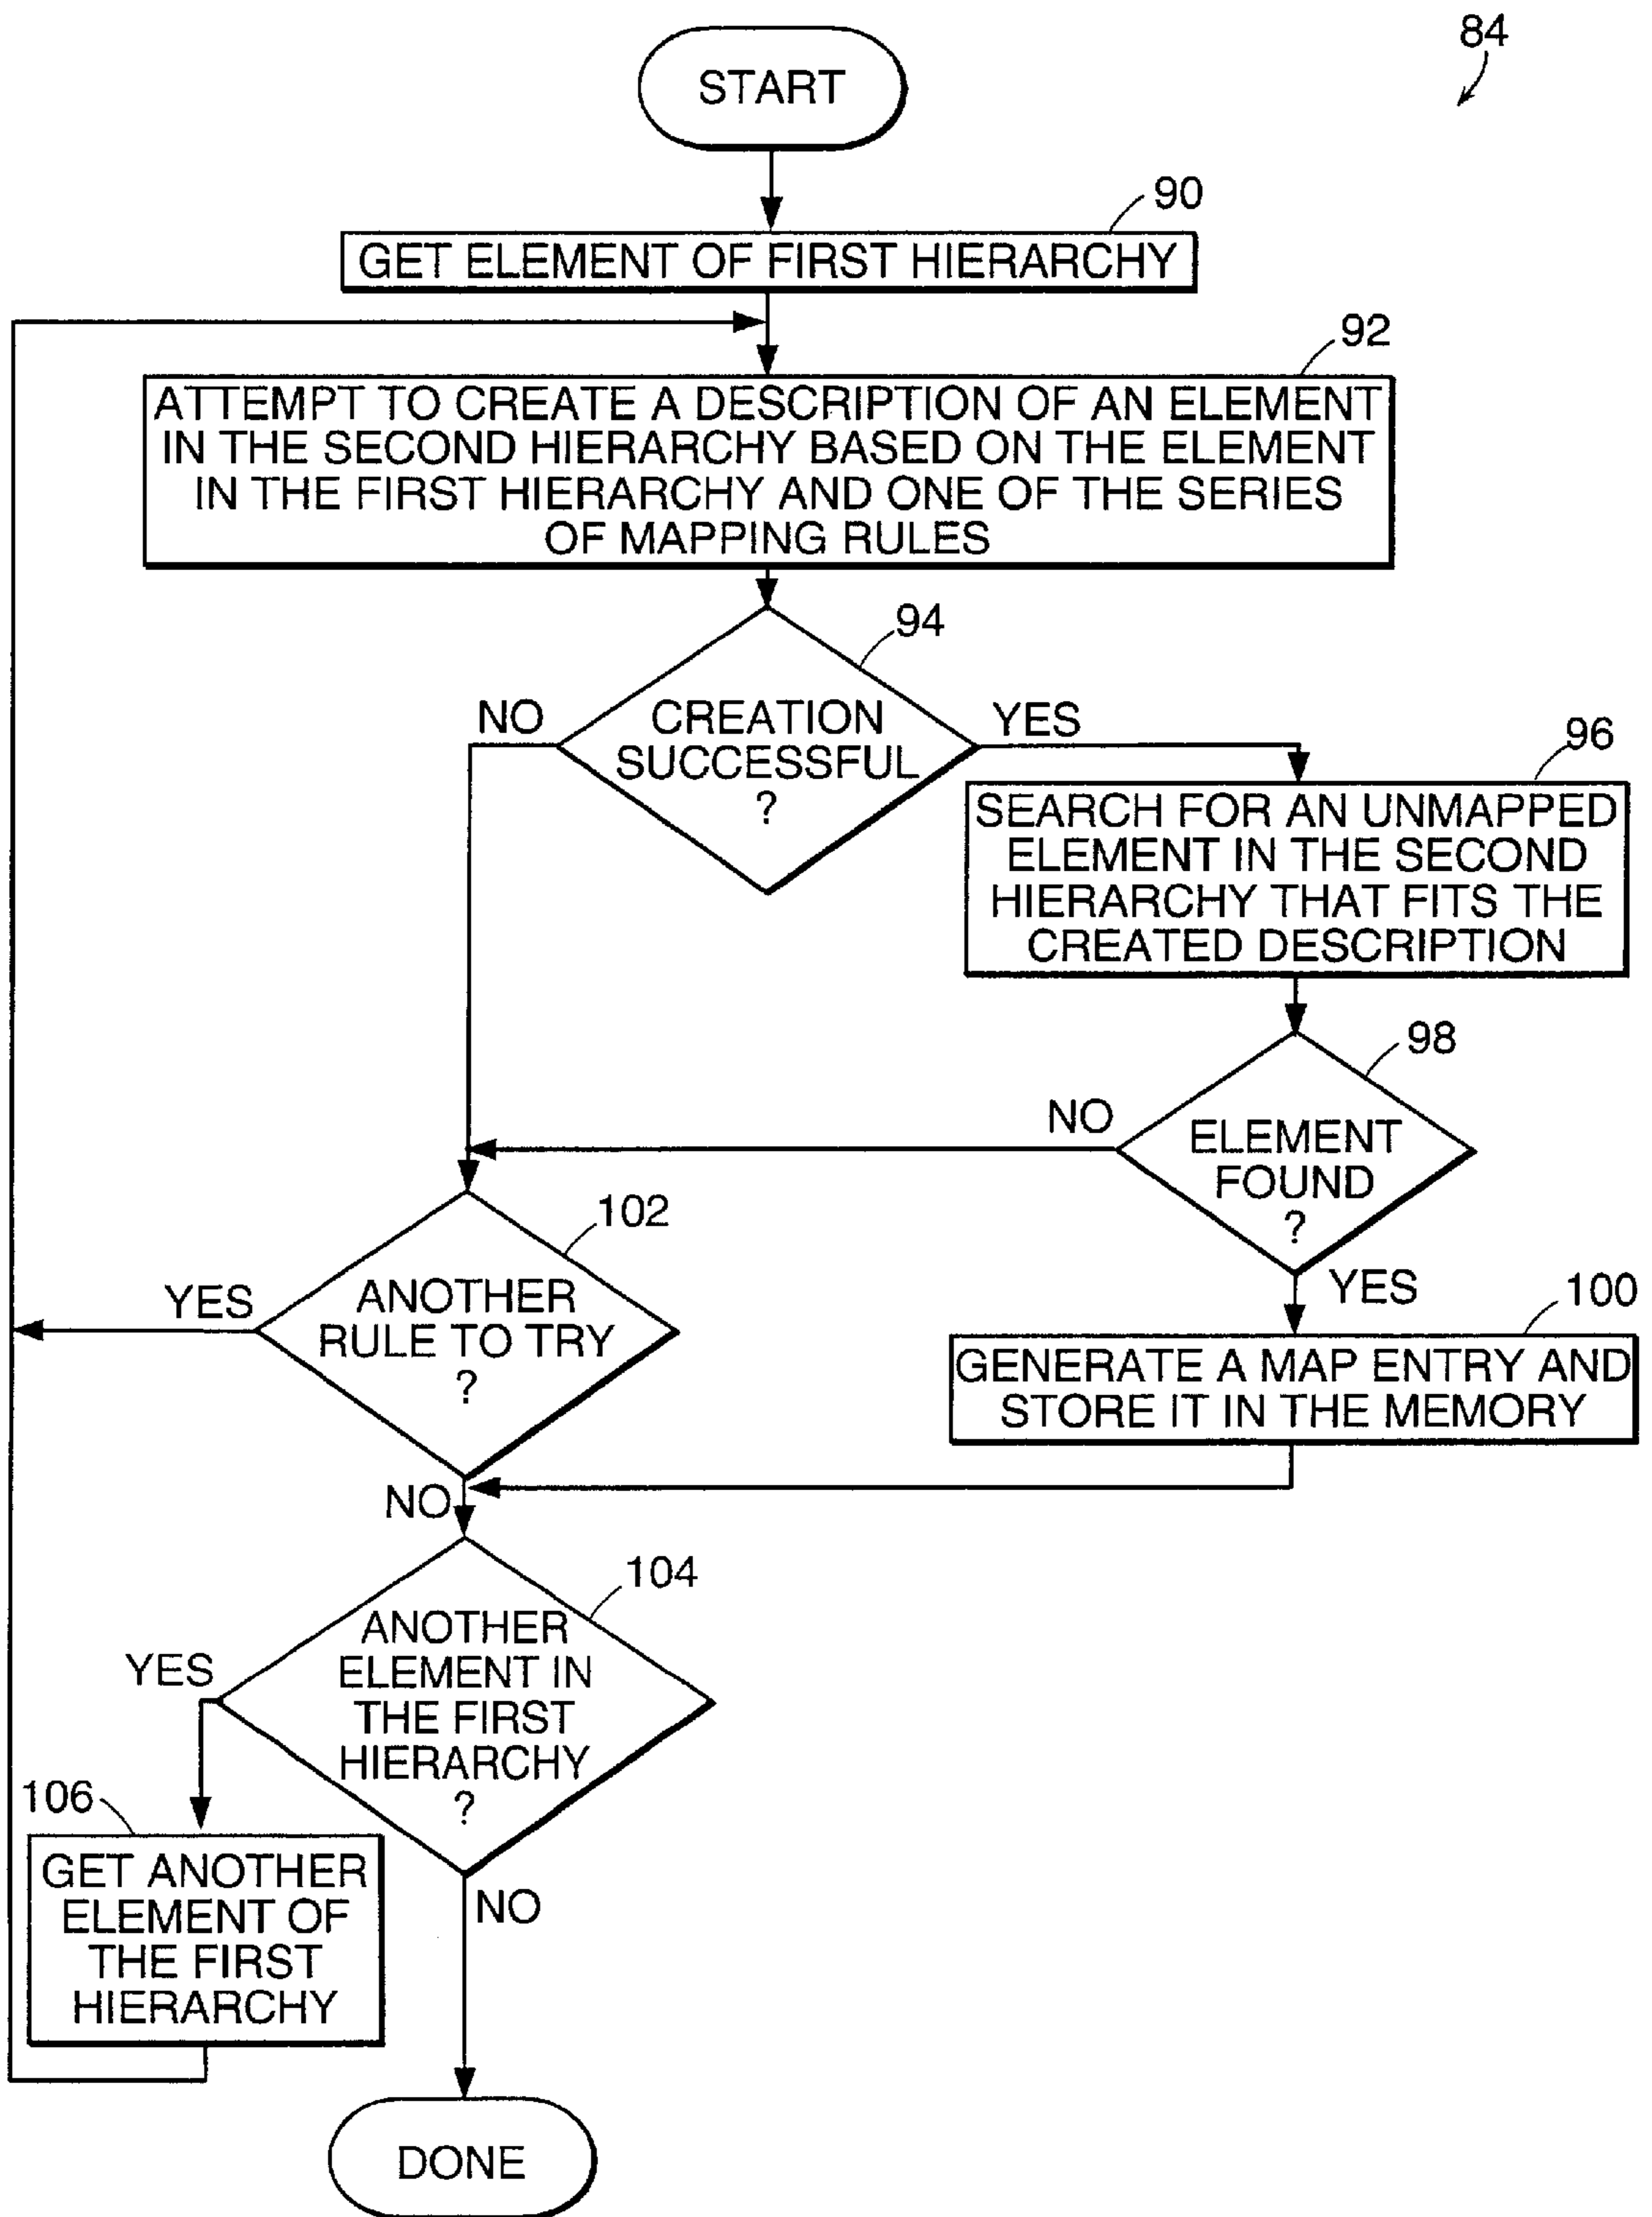 84
START
90
GET ELEMENT OF FIRST HIERARCHY
92
ATTEMPT TO CREATE A DESCRIPTION OF AN ELEMENT
IN THE SECOND HIERARCHY BASED ON THE ELEMENT
IN THE FIRST HIERARCHY AND ONE OF THE SERIES
OF MAPPING RULES
94
NO
CREATION
SUCCESSFUL
?
YES
96
SEARCH FOR AN UNMAPPED
ELEMENT IN THE SECOND
HIERARCHY THAT FITS THE
CREATED DESCRIPTION
98
NO
ELEMENT
FOUND
?
YES
102
YES
ANOTHER
RULE TO TRY
?
100
GENERATE A MAP ENTRY AND
STORE IT IN THE MEMORY
NO
104
YES
ANOTHER
ELEMENT IN
THE FIRST
HIERARCHY
?
106
GET ANOTHER
ELEMENT OF
THE FIRST
HIERARCHY
NO
DONE